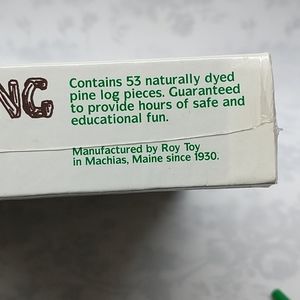 NG
Contains 53 naturally dyed
pine log pieces. Guaranteed
to provide hours of safe and
educational fun.
Manufactured by Roy Toy
in Machias, Maine since 1930.